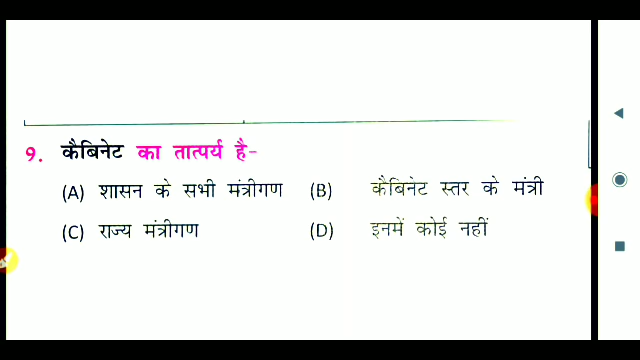 9. कैबिनेट का तात्पर्य है-
(A) शासन के सभी मंत्रीगण (B) कैबिनेट स्तर के मंत्री
(C) राज्य मंत्रीगण (D) इनमें कोई नहीं